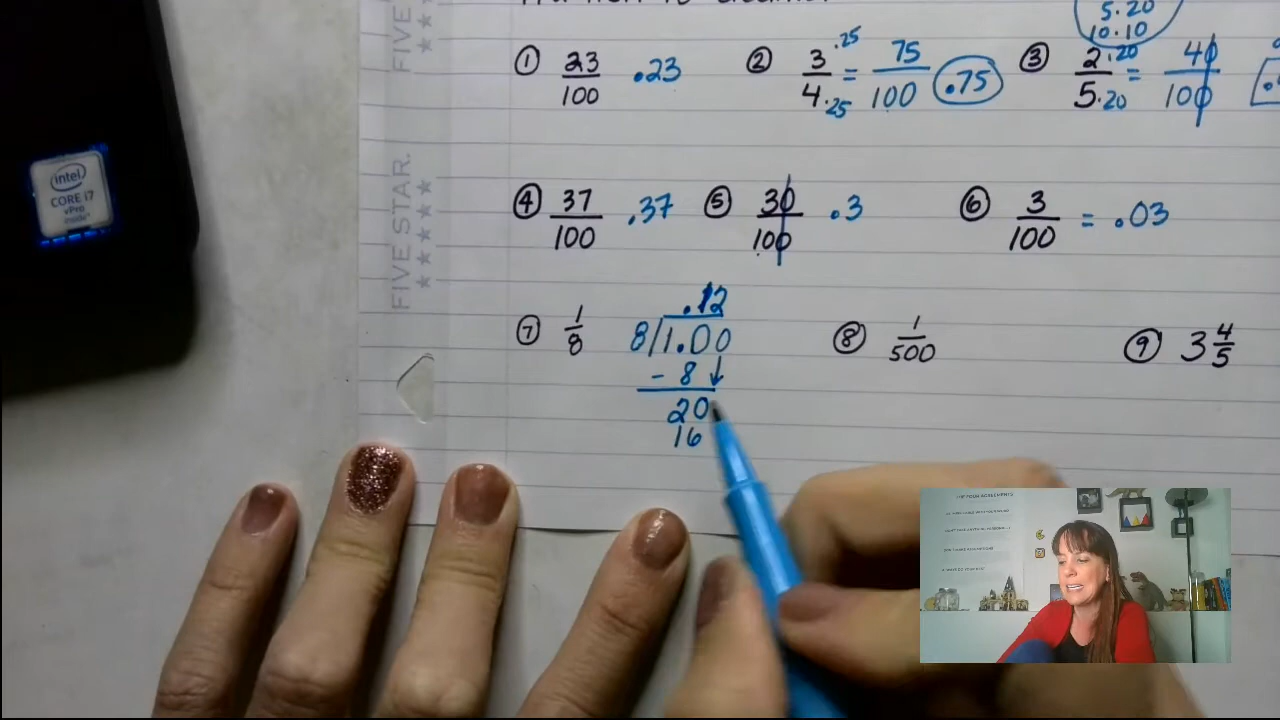 5.20
10.10
① 23/100 .23 ② 3/4 .25 .25 = 75/100 .75 ③ 2/5 .20 .20 = 40/100
④ 37/100 .37 ⑤ 30/100 .3 ⑥ 3/100 = .03
⑦ 1/8 ⑧ 1/500 ⑨ 3 4/5
.12
8/1.00
- 8↓
20
16
FIVE STAR. ★★★★★
FIVE
intel
CORE i7
vPro
inside